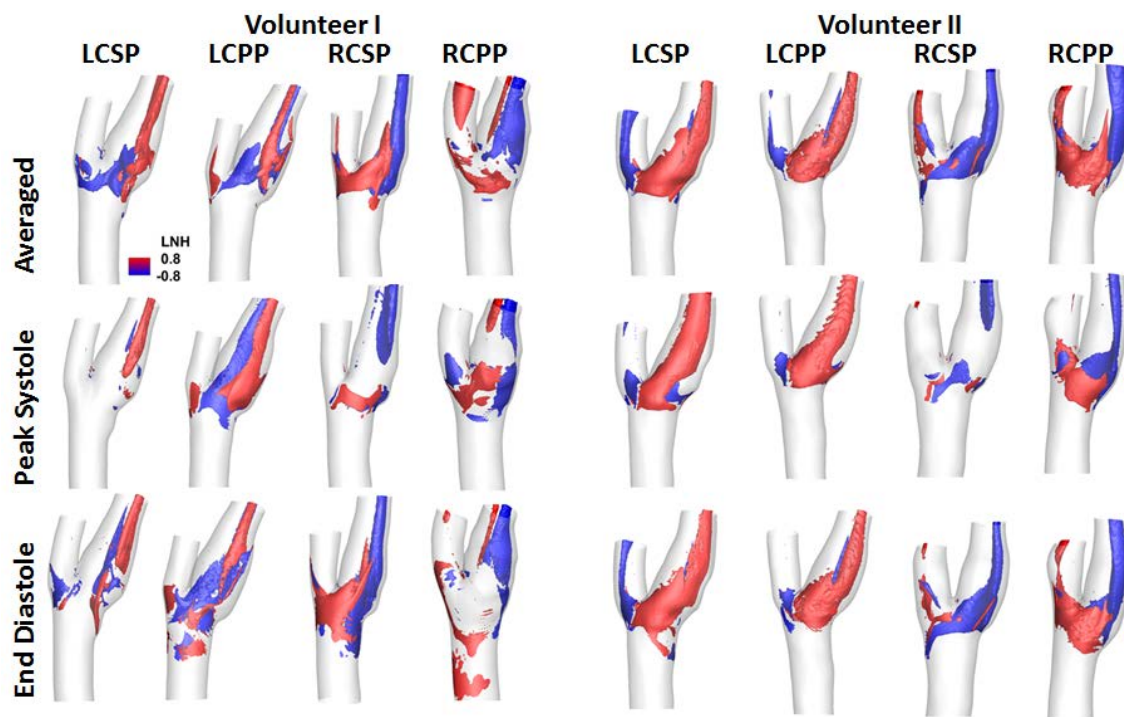 Volunteer I Volunteer II
LCSP LCPP RCSP RCPP LCSP LCPP RCSP RCPP
Averaged
LNH
0.8
-0.8
Peak Systole
End Diastole